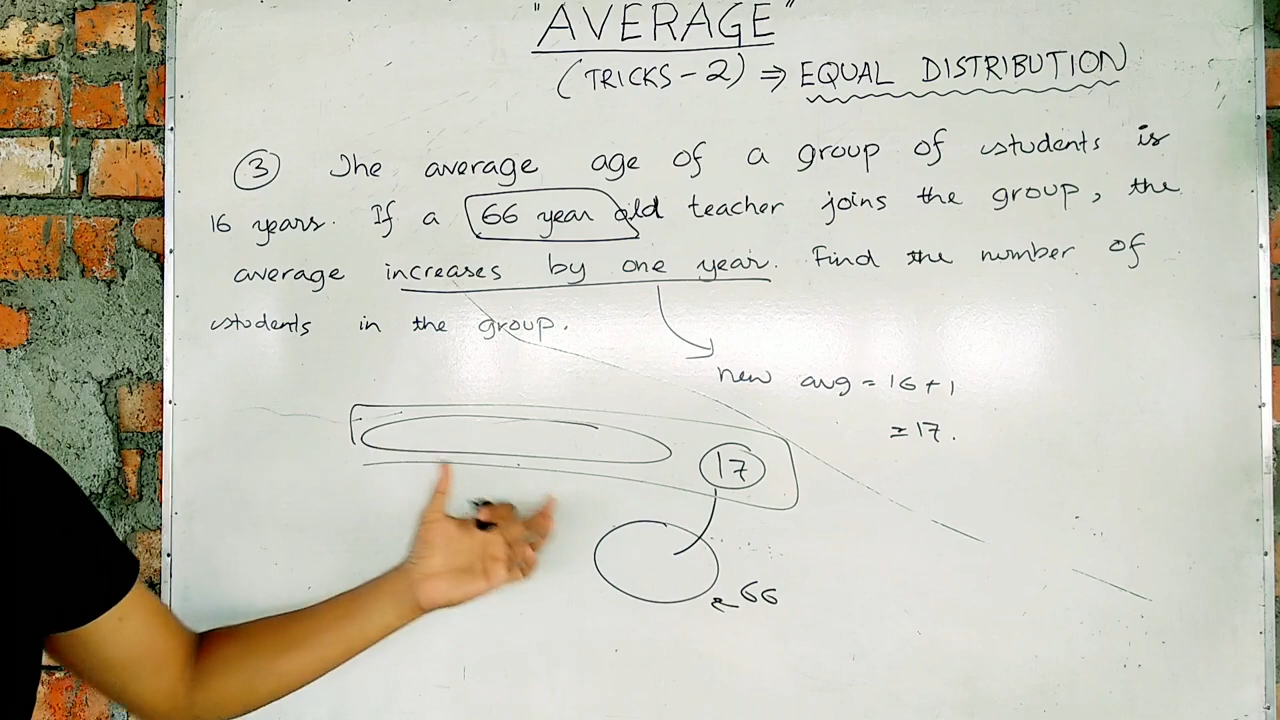 "AVERAGE"
(TRICKS-2) ⇒ EQUAL DISTRIBUTION
③ The average age of a group of students is
16 years. If a 66 year old teacher joins the group, the
average increases by one year. Find the number of
students in the group.
new avg = 16+1
= 17.
17
66